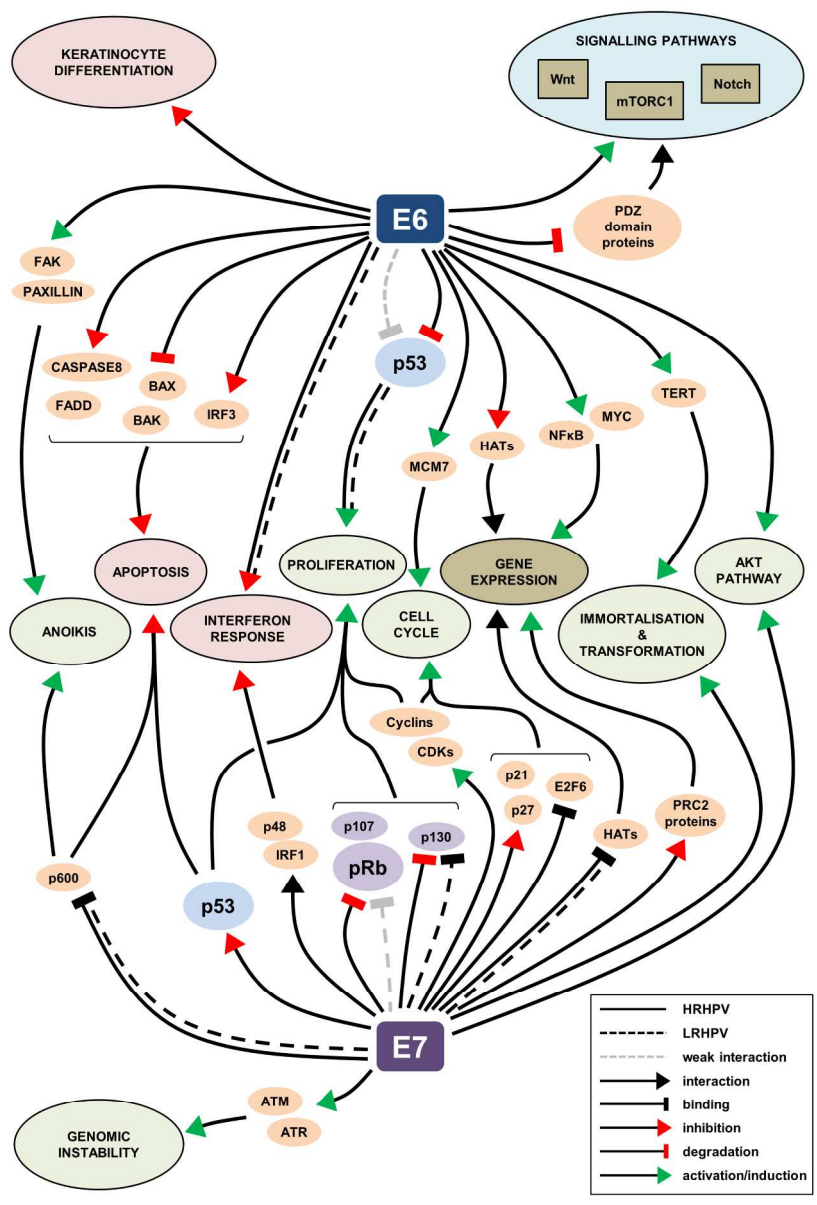 KERATINOCYTE
DIFFERENTIATION
SIGNALLING PATHWAYS
Wnt
mTORC1
Notch
E6
PDZ
domain
proteins
FAK
PAXILLIN
CASPASE8
FADD
BAX
BAK
IRF3
p53
MCM7
HATs
NFκB
MYC
TERT
APOPTOSIS
PROLIFERATION
GENE
EXPRESSION
AKT
PATHWAY
ANOIKIS
INTERFERON
RESPONSE
CELL
CYCLE
IMMORTALISATION
&
TRANSFORMATION
Cyclins
CDKs
p21
p27
E2F6
p48
IRF1
p107
p130
pRb
HATs
PRC2
proteins
p600
p53
E7
ATM
ATR
GENOMIC
INSTABILITY
HRHPV
LRHPV
weak interaction
interaction
binding
inhibition
degradation
activation/induction